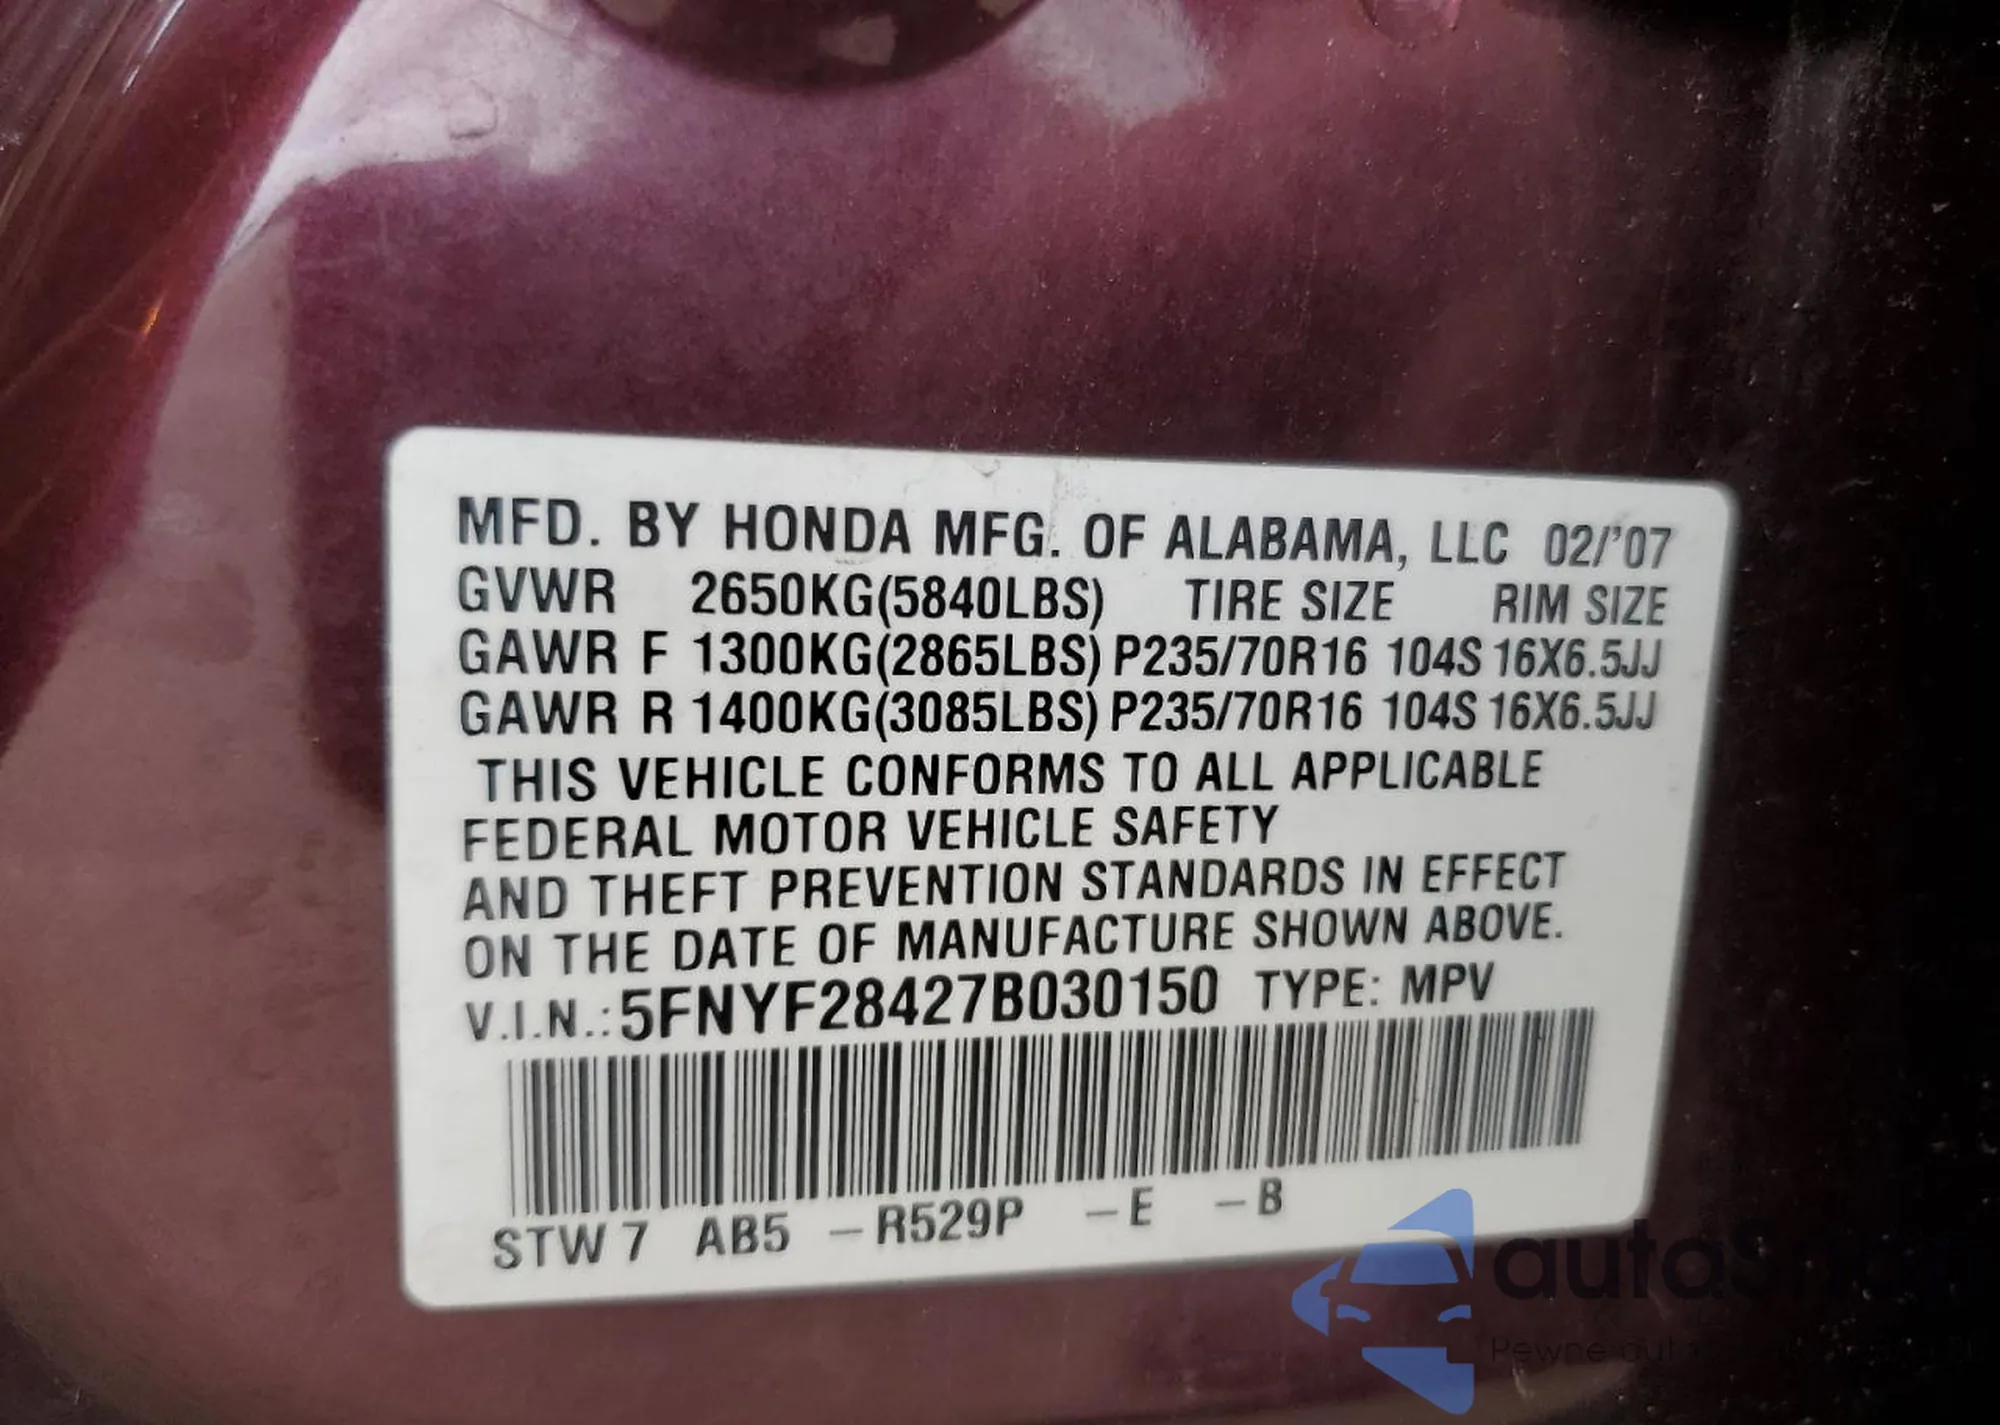 MFD. BY HONDA MFG. OF ALABAMA, LLC 02/'07
GVWR 2650KG(5840LBS) TIRE SIZE RIM SIZE
GAWR F 1300KG(2865LBS) P235/70R16 104S 16X6.5JJ
GAWR R 1400KG(3085LBS) P235/70R16 104S 16X6.5JJ
THIS VEHICLE CONFORMS TO ALL APPLICABLE
FEDERAL MOTOR VEHICLE SAFETY
AND THEFT PREVENTION STANDARDS IN EFFECT
ON THE DATE OF MANUFACTURE SHOWN ABOVE.
V.I.N.:5FNYF28427B030150 TYPE: MPV
STW 7 AB5 –R529P –E –B
Pewne